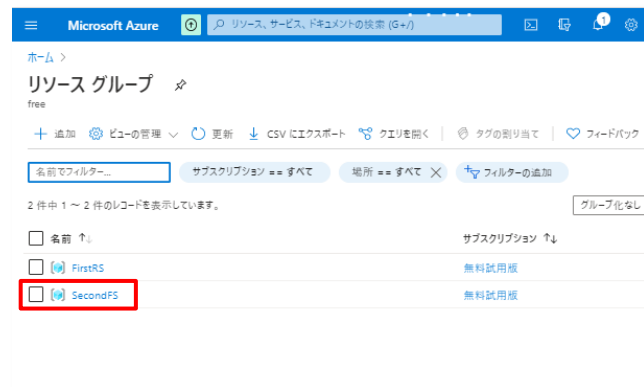 Microsoft Azure リソース、サービス、ドキュメントの検索 (G+/) 1
ホーム >
リソース グループ
free
追加 ビューの管理 更新 CSV にエクスポート クエリを開く タグの割り当て フィードバック
名前でフィルター... サブスクリプション == すべて 場所 == すべて フィルターの追加
2 件中 1 ～ 2 件のレコードを表示しています。 グループ化なし
名前 ↑↓ サブスクリプション ↑↓
FirstRS 無料試用版
SecondFS 無料試用版